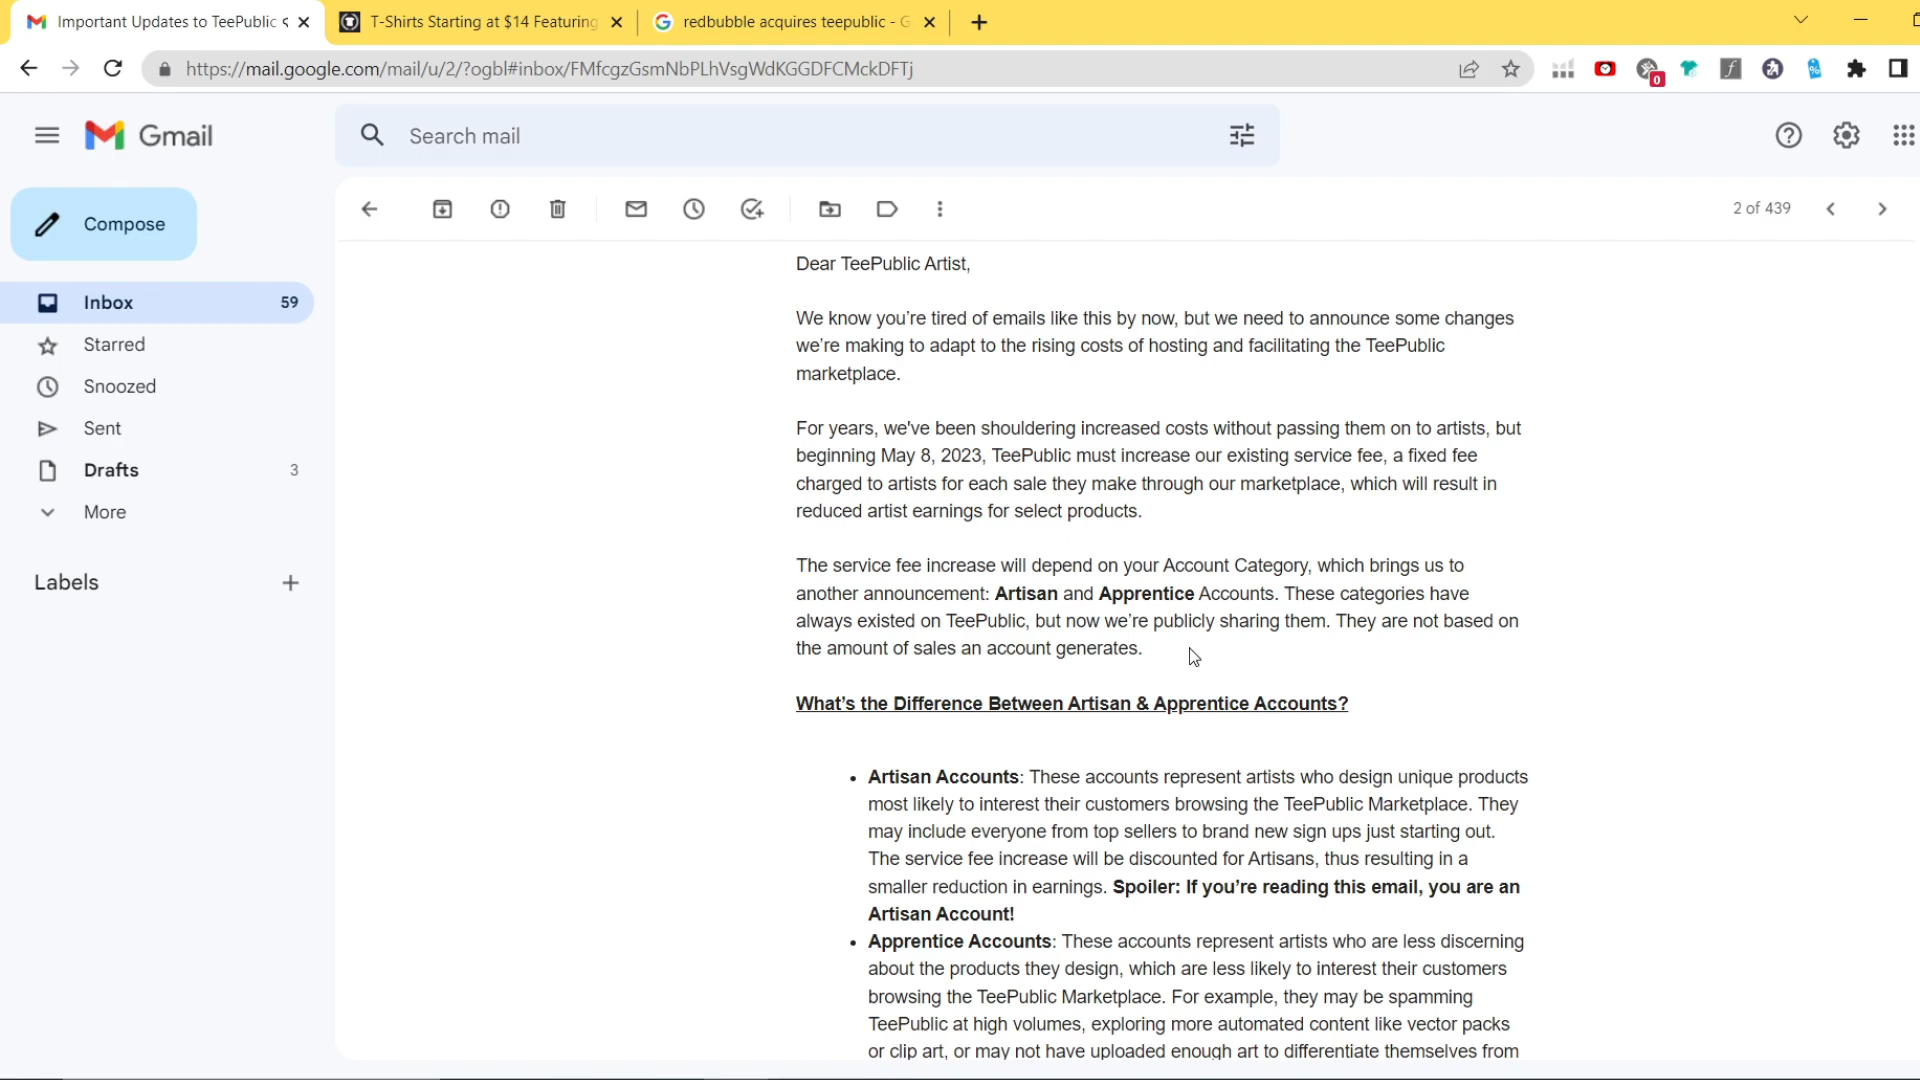 Important Updates to TeePublic
T-Shirts Starting at $14 Featuring
redbubble acquires teepublic - G
https://mail.google.com/mail/u/2/?ogbl#inbox/FMfcgzGsmNbPLhVsgWdKGGDFCMckDFTj
0
Gmail
Search mail
Compose
2 of 439
Inbox 59
Starred
Snoozed
Sent
Drafts 3
More
Labels
Dear TeePublic Artist,
We know you’re tired of emails like this by now, but we need to announce some changes
we’re making to adapt to the rising costs of hosting and facilitating the TeePublic
marketplace.
For years, we've been shouldering increased costs without passing them on to artists, but
beginning May 8, 2023, TeePublic must increase our existing service fee, a fixed fee
charged to artists for each sale they make through our marketplace, which will result in
reduced artist earnings for select products.
The service fee increase will depend on your Account Category, which brings us to
another announcement: Artisan and Apprentice Accounts. These categories have
always existed on TeePublic, but now we’re publicly sharing them. They are not based on
the amount of sales an account generates.
What’s the Difference Between Artisan & Apprentice Accounts?
• Artisan Accounts: These accounts represent artists who design unique products
most likely to interest their customers browsing the TeePublic Marketplace. They
may include everyone from top sellers to brand new sign ups just starting out.
The service fee increase will be discounted for Artisans, thus resulting in a
smaller reduction in earnings. Spoiler: If you’re reading this email, you are an
Artisan Account!
• Apprentice Accounts: These accounts represent artists who are less discerning
about the products they design, which are less likely to interest their customers
browsing the TeePublic Marketplace. For example, they may be spamming
TeePublic at high volumes, exploring more automated content like vector packs
or clip art, or may not have uploaded enough art to differentiate themselves from